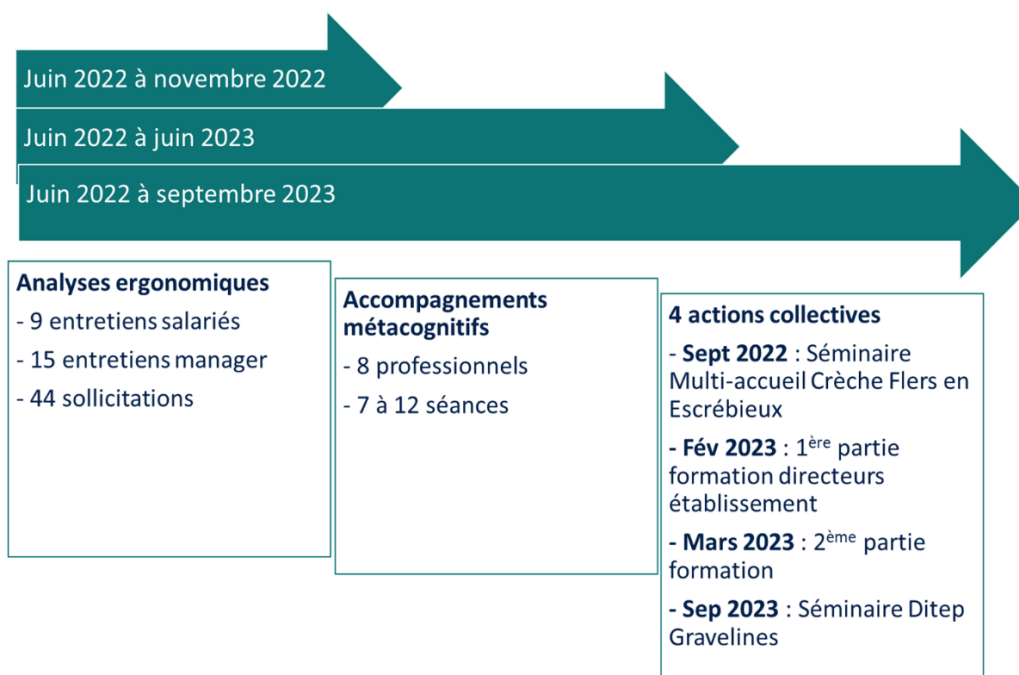 Juin 2022 à novembre 2022
Juin 2022 à juin 2023
Juin 2022 à septembre 2023
Analyses ergonomiques
- 9 entretiens salariés
- 15 entretiens manager
- 44 sollicitations
Accompagnements
métacognitifs
- 8 professionnels
- 7 à 12 séances
4 actions collectives
- Sept 2022 : Séminaire
Multi-accueil Crèche Flers en
Escrébieux
- Fév 2023 : 1ère partie
formation directeurs
établissement
- Mars 2023 : 2ème partie
formation
- Sep 2023 : Séminaire Ditep
Gravelines